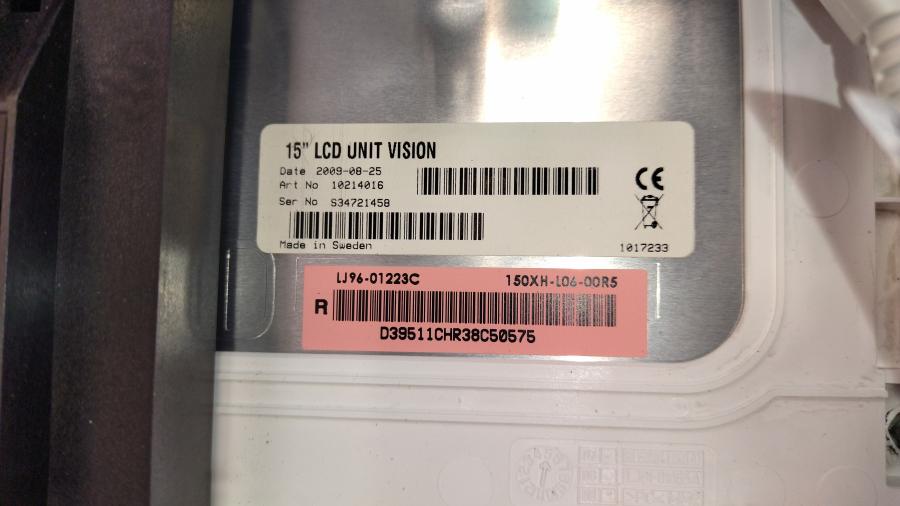 15" LCD UNIT VISION
Date 2009-08-25
Art No 10214016
Ser No S34721458
Made in Sweden
CE
1017233
LJ96-01223C 150XH-L06-00R5
R
D39511CHR38C50575